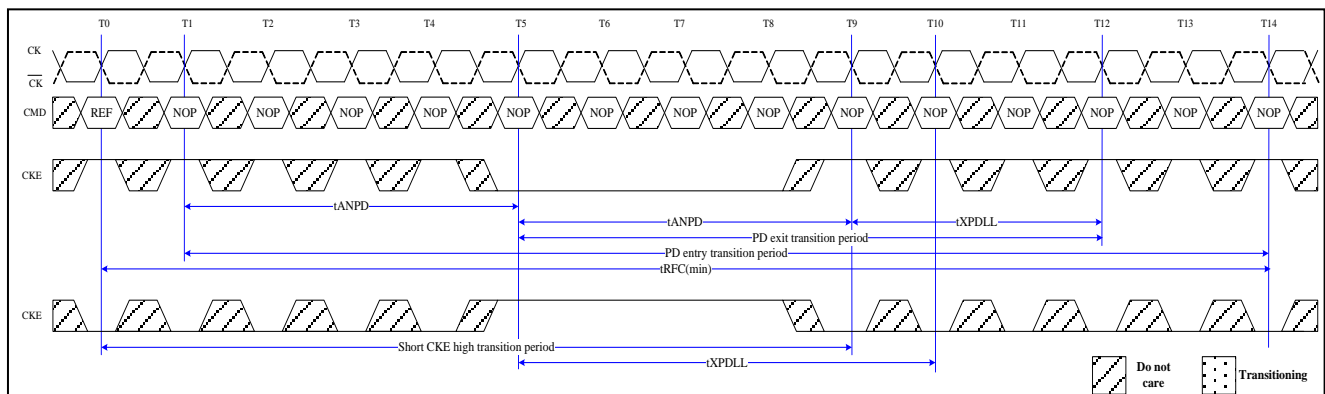 T0 T1 T2 T3 T4 T5 T6 T7 T8 T9 T10 T11 T12 T13 T14
CK
CK
CMD REF NOP NOP NOP NOP NOP NOP NOP NOP NOP NOP NOP NOP NOP NOP
CKE
tANPD
tANPD tXPDLL
PD exit transition period
PD entry transition period
tRFC(min)
CKE
Short CKE high transition period
tXPDLL
Do not
care
Transitioning